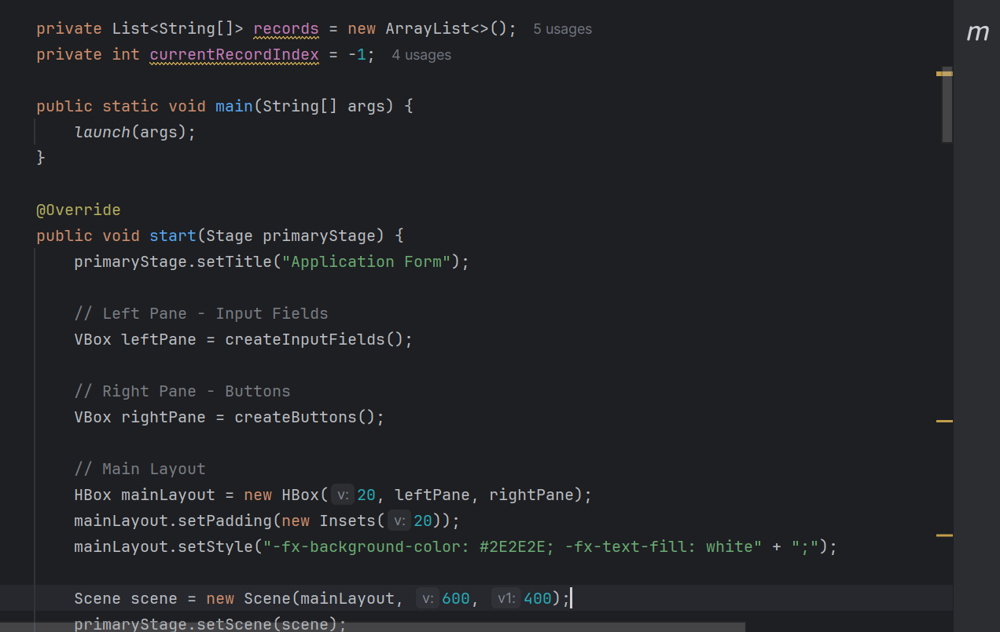 private List<String[]> records = new ArrayList<>(); 5 usages
private int currentRecordIndex = -1; 4 usages
public static void main(String[] args) {
launch(args);
}
@Override
public void start(Stage primaryStage) {
primaryStage.setTitle("Application Form");
// Left Pane - Input Fields
VBox leftPane = createInputFields();
// Right Pane - Buttons
VBox rightPane = createButtons();
// Main Layout
HBox mainLayout = new HBox( v: 20, leftPane, rightPane);
mainLayout.setPadding(new Insets( v: 20));
mainLayout.setStyle("-fx-background-color: #2E2E2E; -fx-text-fill: white" + ";");
Scene scene = new Scene(mainLayout, v: 600, v1: 400);
primaryStage.setScene(scene);
m